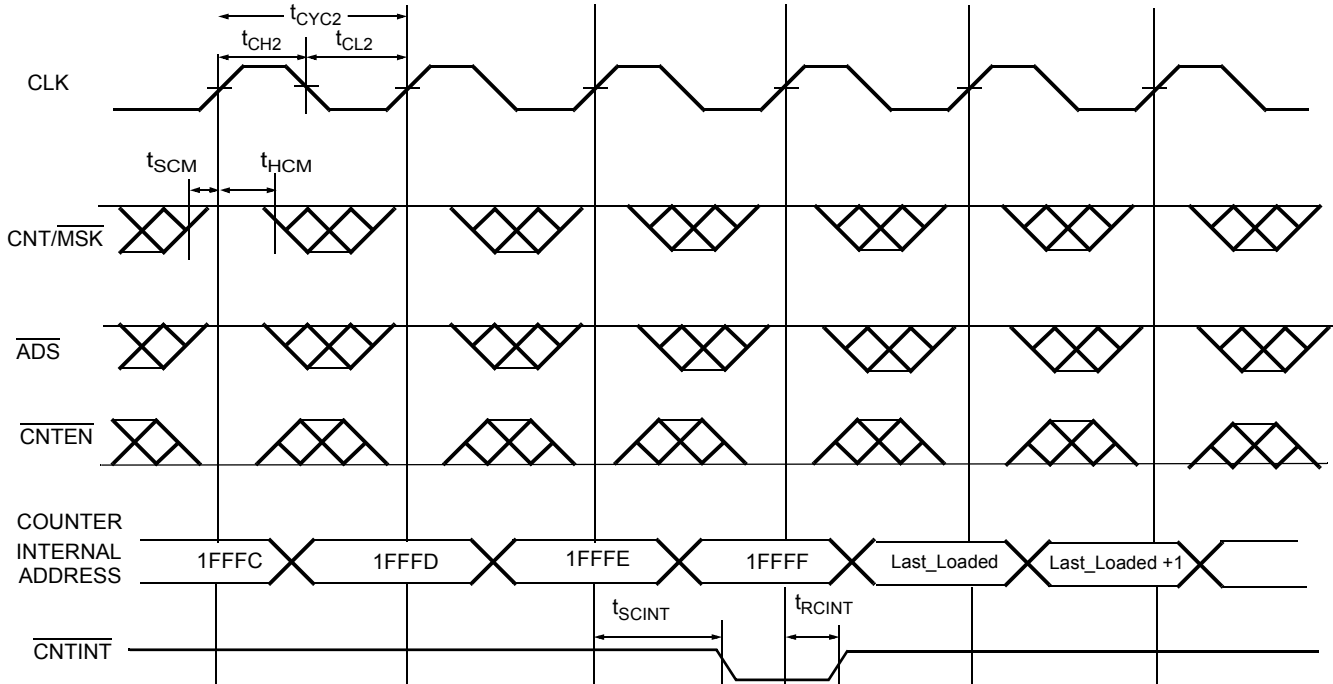 tCYC2
tCH2 tCL2
CLK
tSCM tHCM
CNT/MSK
ADS
CNTEN
COUNTER
INTERNAL
ADDRESS
1FFFC 1FFFD 1FFFE 1FFFF Last_Loaded Last_Loaded +1
tSCINT tRCINT
CNTINT